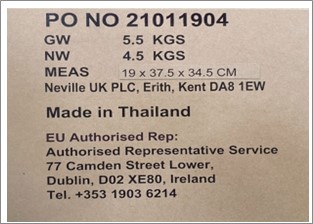 PO NO 21011904
GW 5.5 KGS
NW 4.5 KGS
MEAS 19 x 37.5 x 34.5 CM
Neville UK PLC, Erith, Kent DA8 1EW
Made in Thailand
EU Authorised Rep:
Authorised Representative Service
77 Camden Street Lower,
Dublin, D02 XE80, Ireland
Tel. +353 1903 6214